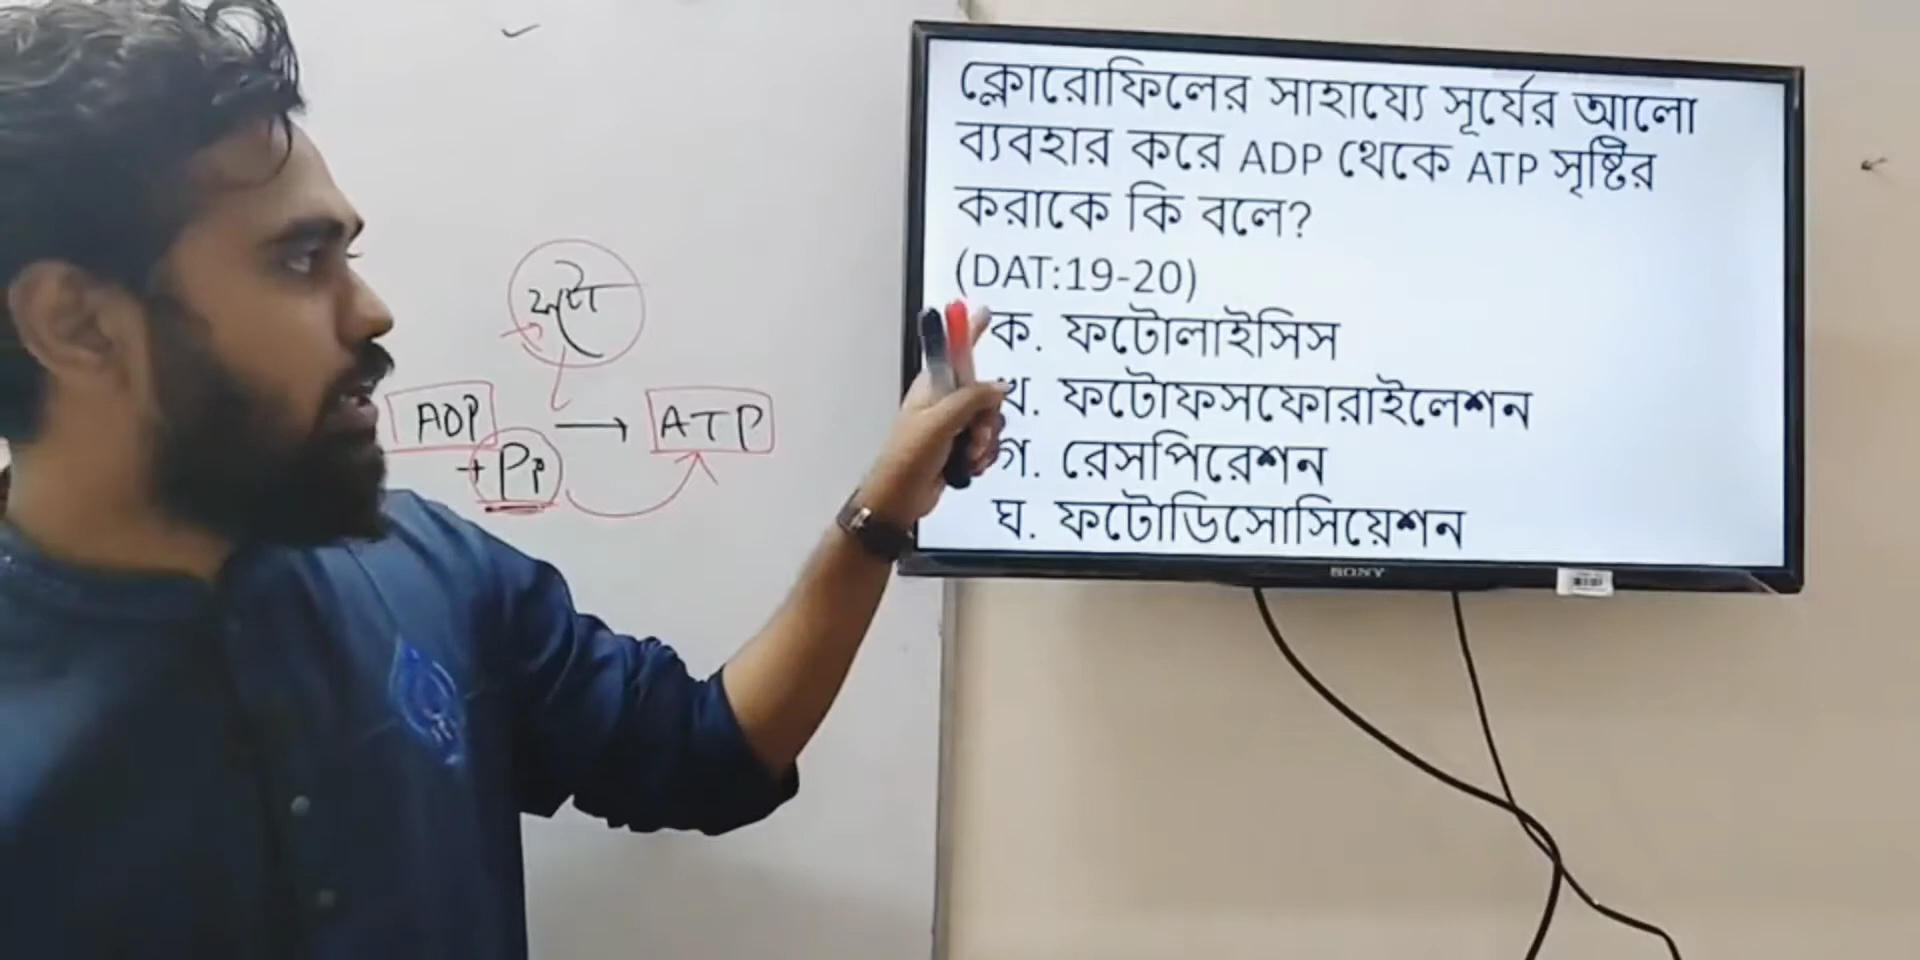 ক্লোরোফিলের সাহায্যে সূর্যের আলো
ব্যবহার করে ADP থেকে ATP সৃষ্টির
করাকে কি বলে?
(DAT:19-20)
ক. ফটোলাইসিস
খ. ফটোফসফোরাইলেশন
গ. রেসপিরেশন
ঘ. ফটোডিসোসিয়েশন
SONY
ADP → ATP
+ Pi